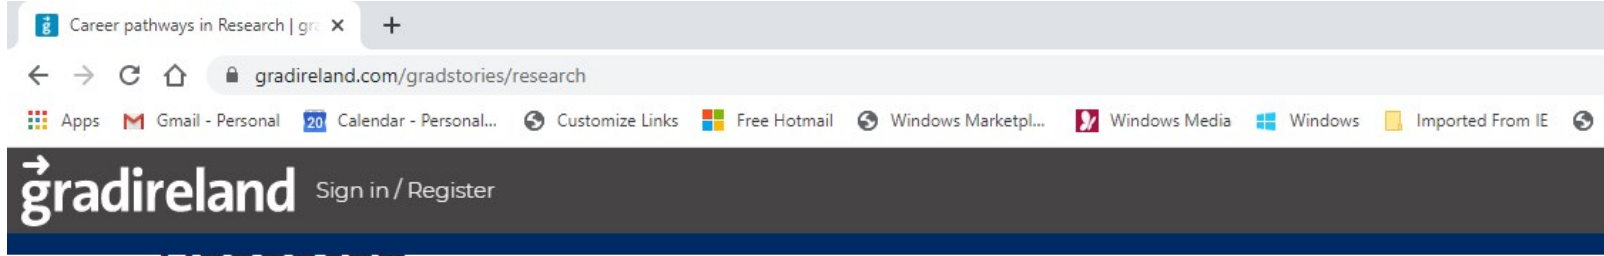 Career pathways in Research | gra
gradireland.com/gradstories/research
Apps Gmail - Personal 20 Calendar - Personal... Customize Links Free Hotmail Windows Marketpl... Windows Media Windows Imported From IE
gradireland Sign in / Register